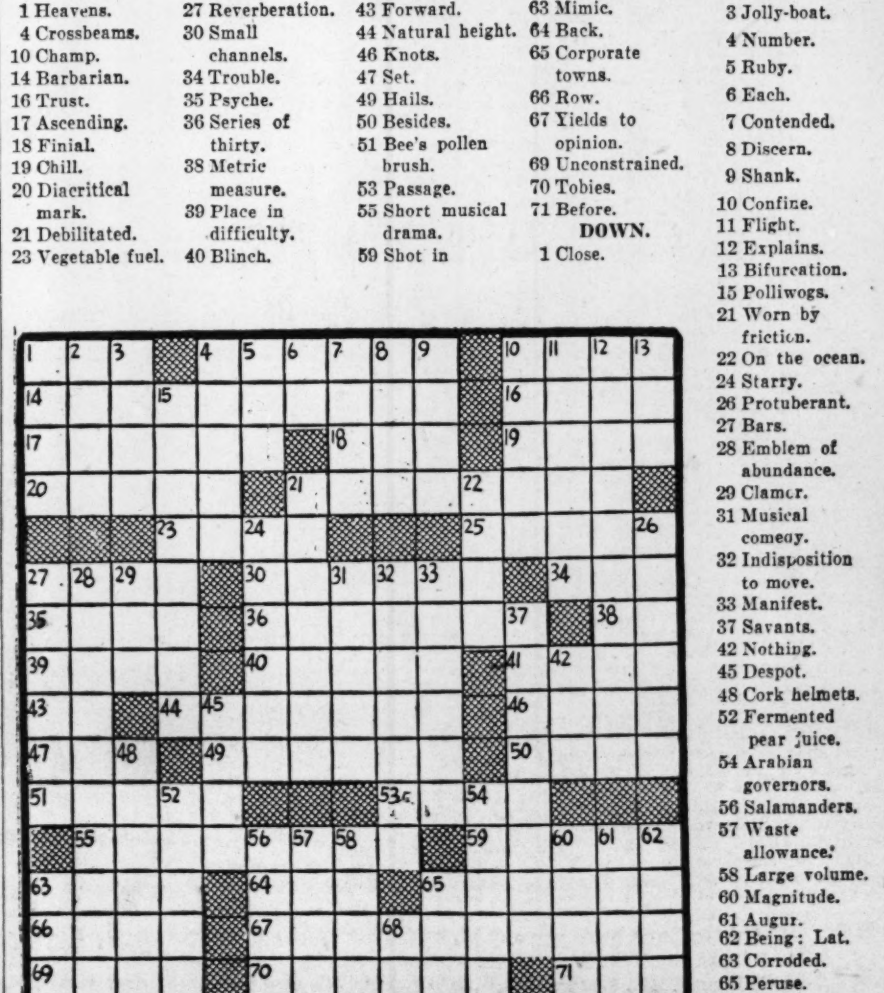 1 Heavens.
4 Crossbeams.
10 Champ.
14 Barbarian.
16 Trust.
17 Ascending.
18 Finial.
19 Chill.
20 Diacritical
mark.
21 Debilitated.
23 Vegetable fuel.
27 Reverberation.
30 Small
channels.
34 Trouble.
35 Psyche.
36 Series of
thirty.
38 Metric
measure.
39 Place in
difficulty.
40 Blinch.
43 Forward.
44 Natural height.
46 Knots.
47 Set.
49 Hails.
50 Besides.
51 Bee's pollen
brush.
53 Passage.
55 Short musical
drama.
59 Shot in
63 Mimic.
64 Back.
65 Corporate
towns.
66 Row.
67 Yields to
opinion.
69 Unconstrained.
70 Tobies.
71 Before.
DOWN.
1 Close.
3 Jolly-boat.
4 Number.
5 Ruby.
6 Each.
7 Contended.
8 Discern.
9 Shank.
10 Confine.
11 Flight.
12 Explains.
13 Bifurcation.
15 Polliwogs.
21 Worn by
friction.
22 On the ocean.
24 Starry.
26 Protuberant.
27 Bars.
28 Emblem of
abundance.
29 Clamor.
31 Musical
comedy.
32 Indisposition
to move.
33 Manifest.
37 Savants.
42 Nothing.
45 Despot.
48 Cork helmets.
52 Fermented
pear juice.
54 Arabian
governors.
56 Salamanders.
57 Waste
allowance.
58 Large volume.
60 Magnitude.
61 Augur.
62 Being: Lat.
63 Corroded.
65 Peruse.
1 2 3 4 5 6 7 8 9 10 11 12 13
14 15 16
17 18 19
20 21 22
23 24 25 26
27 28 29 30 31 32 33 34
35 36 37 38
39 40 41 42
43 44 45 46
47 48 49 50
51 52 53 54
55 56 57 58 59 60 61 62
63 64 65
66 67 68
69 70 71